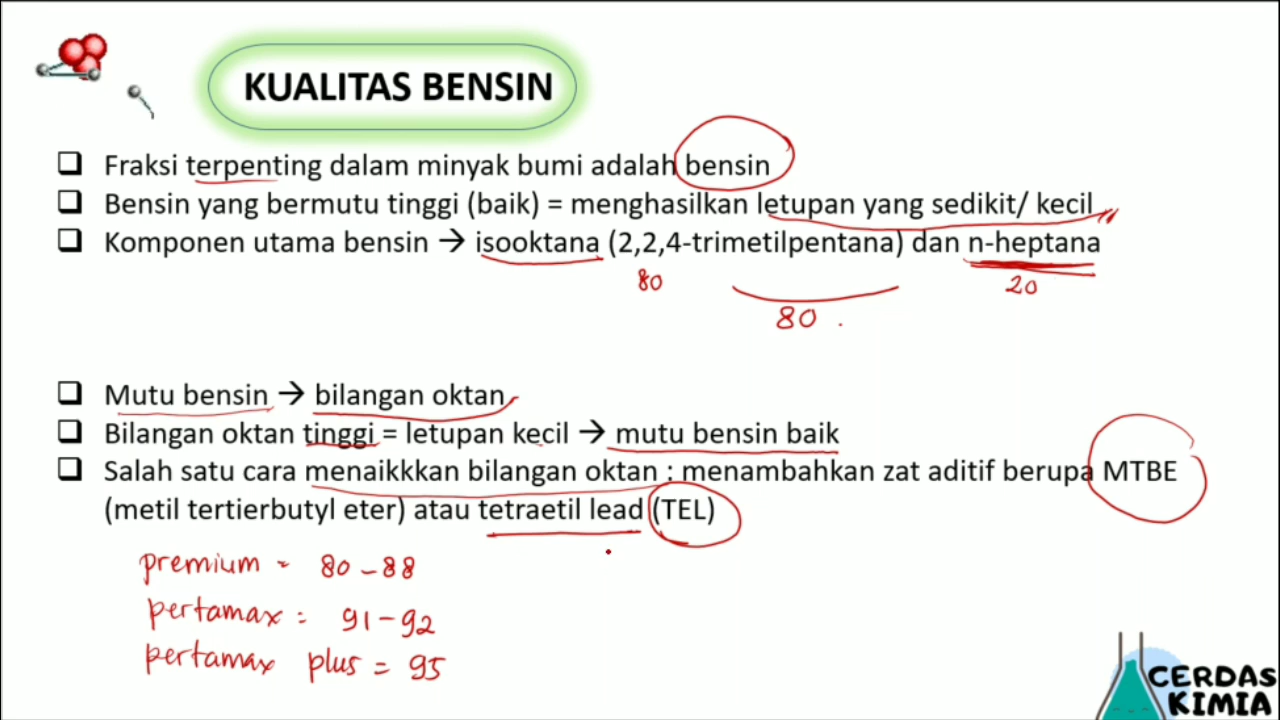 KUALITAS BENSIN
Fraksi terpenting dalam minyak bumi adalah bensin
Bensin yang bermutu tinggi (baik) = menghasilkan letupan yang sedikit/ kecil
Komponen utama bensin → isooktana (2,2,4-trimetilpentana) dan n-heptana
80 20
80
Mutu bensin → bilangan oktan
Bilangan oktan tinggi = letupan kecil → mutu bensin baik
Salah satu cara menaikkkan bilangan oktan : menambahkan zat aditif berupa MTBE
(metil tertierbutyl eter) atau tetraetil lead (TEL)
premium = 80-88
pertamax = 91-92
pertamax plus = 95
CERDAS
KIMIA